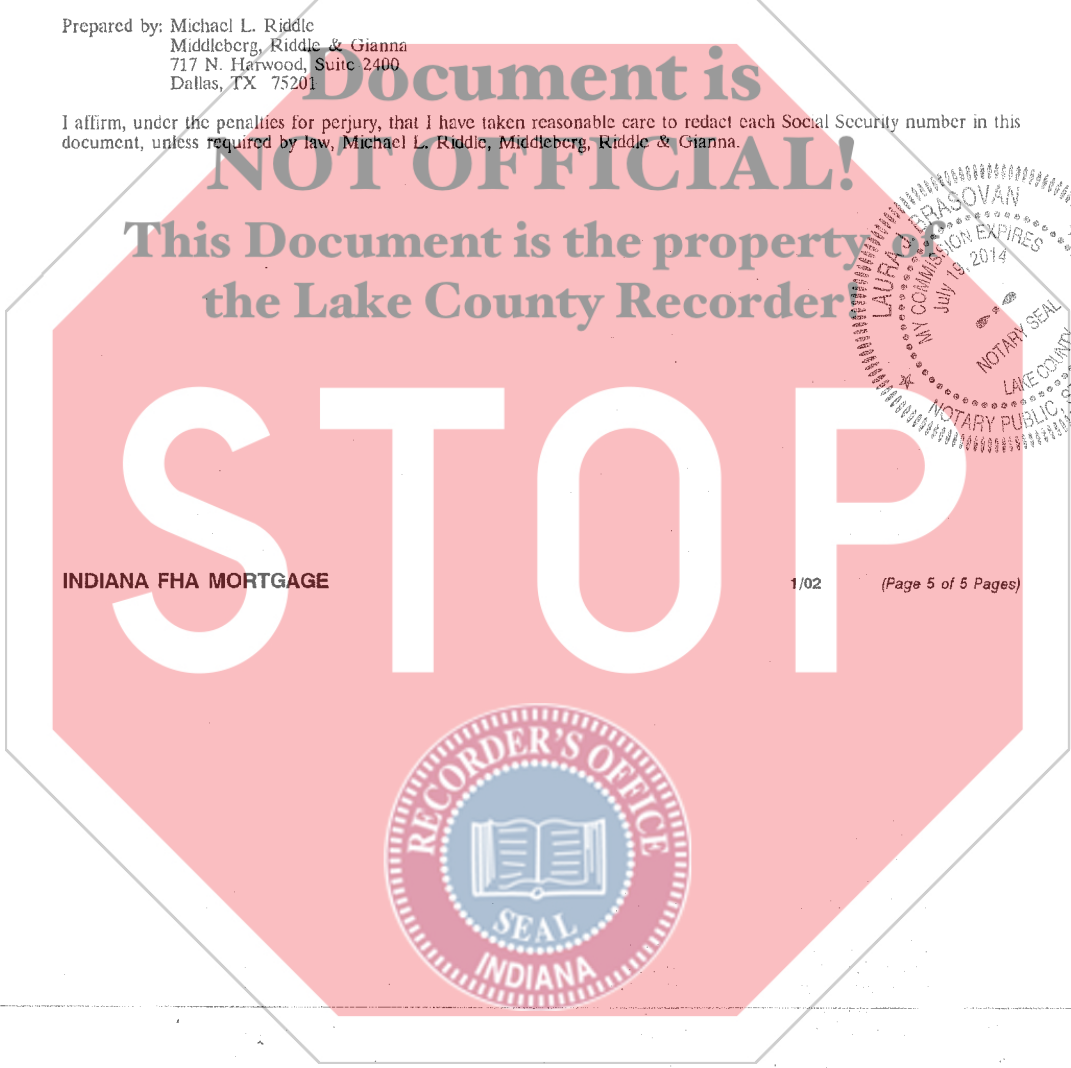 Prepared by: Michael L. Riddle
Middleberg, Riddle & Gianna
717 N. Harwood, Suite 2400
Dallas, TX 75201
Document is
I affirm, under the penalties for perjury, that I have taken reasonable care to redact each Social Security number in this
document, unless required by law, Michael L. Riddle, Middleberg, Riddle & Gianna.
NOT OFFICIAL!
This Document is the property of
the Lake County Recorder!
LAURA J BRASOVAN
MY COMMISSION EXPIRES
July 19, 2014
NOTARY SEAL
LAKE COUNTY
NOTARY PUBLIC,
STOP
INDIANA FHA MORTGAGE 1/02 (Page 5 of 5 Pages)
RECORDER'S OFFICE
SEAL
INDIANA